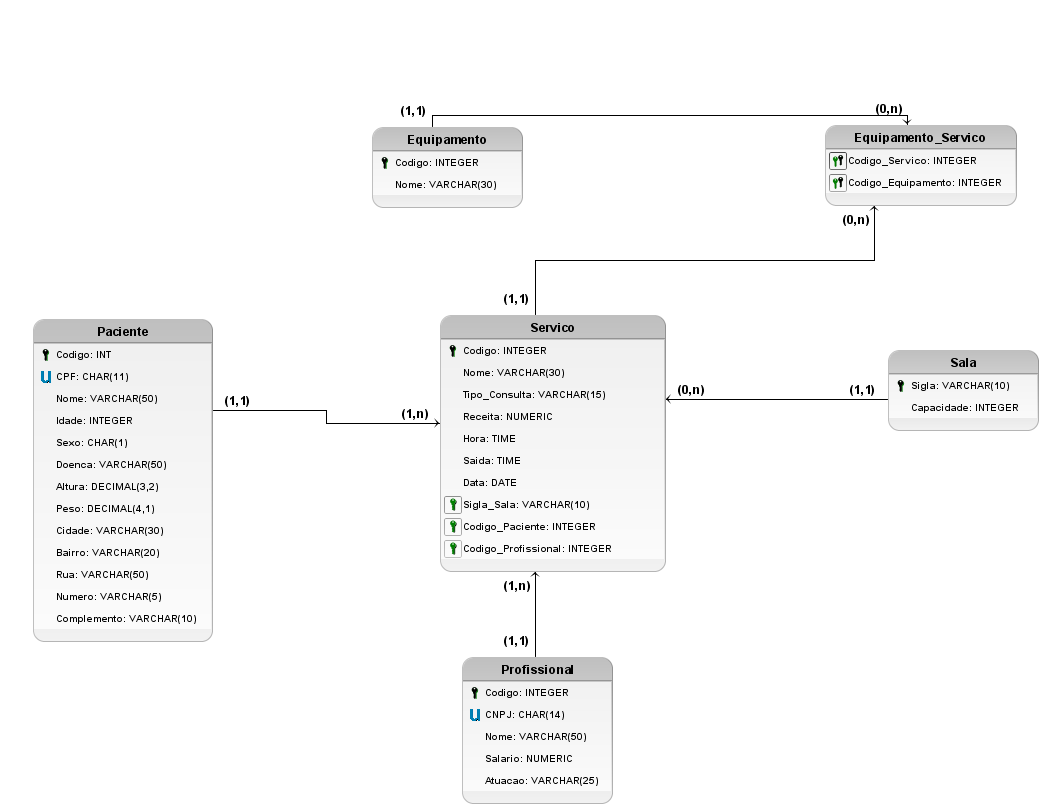 (1,1)
(0,n)
Equipamento
Codigo: INTEGER
Nome: VARCHAR(30)
Equipamento_Servico
Codigo_Servico: INTEGER
Codigo_Equipamento: INTEGER
(0,n)
(1,1)
Paciente
Codigo: INT
U CPF: CHAR(11)
Nome: VARCHAR(50)
Idade: INTEGER
Sexo: CHAR(1)
Doenca: VARCHAR(50)
Altura: DECIMAL(3,2)
Peso: DECIMAL(4,1)
Cidade: VARCHAR(30)
Bairro: VARCHAR(20)
Rua: VARCHAR(50)
Numero: VARCHAR(5)
Complemento: VARCHAR(10)
(1,1)
(1,n)
Servico
Codigo: INTEGER
Nome: VARCHAR(30)
Tipo_Consulta: VARCHAR(15)
Receita: NUMERIC
Hora: TIME
Saida: TIME
Data: DATE
Sigla_Sala: VARCHAR(10)
Codigo_Paciente: INTEGER
Codigo_Profissional: INTEGER
(0,n)
(1,1)
Sala
Sigla: VARCHAR(10)
Capacidade: INTEGER
(1,n)
(1,1)
Profissional
Codigo: INTEGER
U CNPJ: CHAR(14)
Nome: VARCHAR(50)
Salario: NUMERIC
Atuacao: VARCHAR(25)